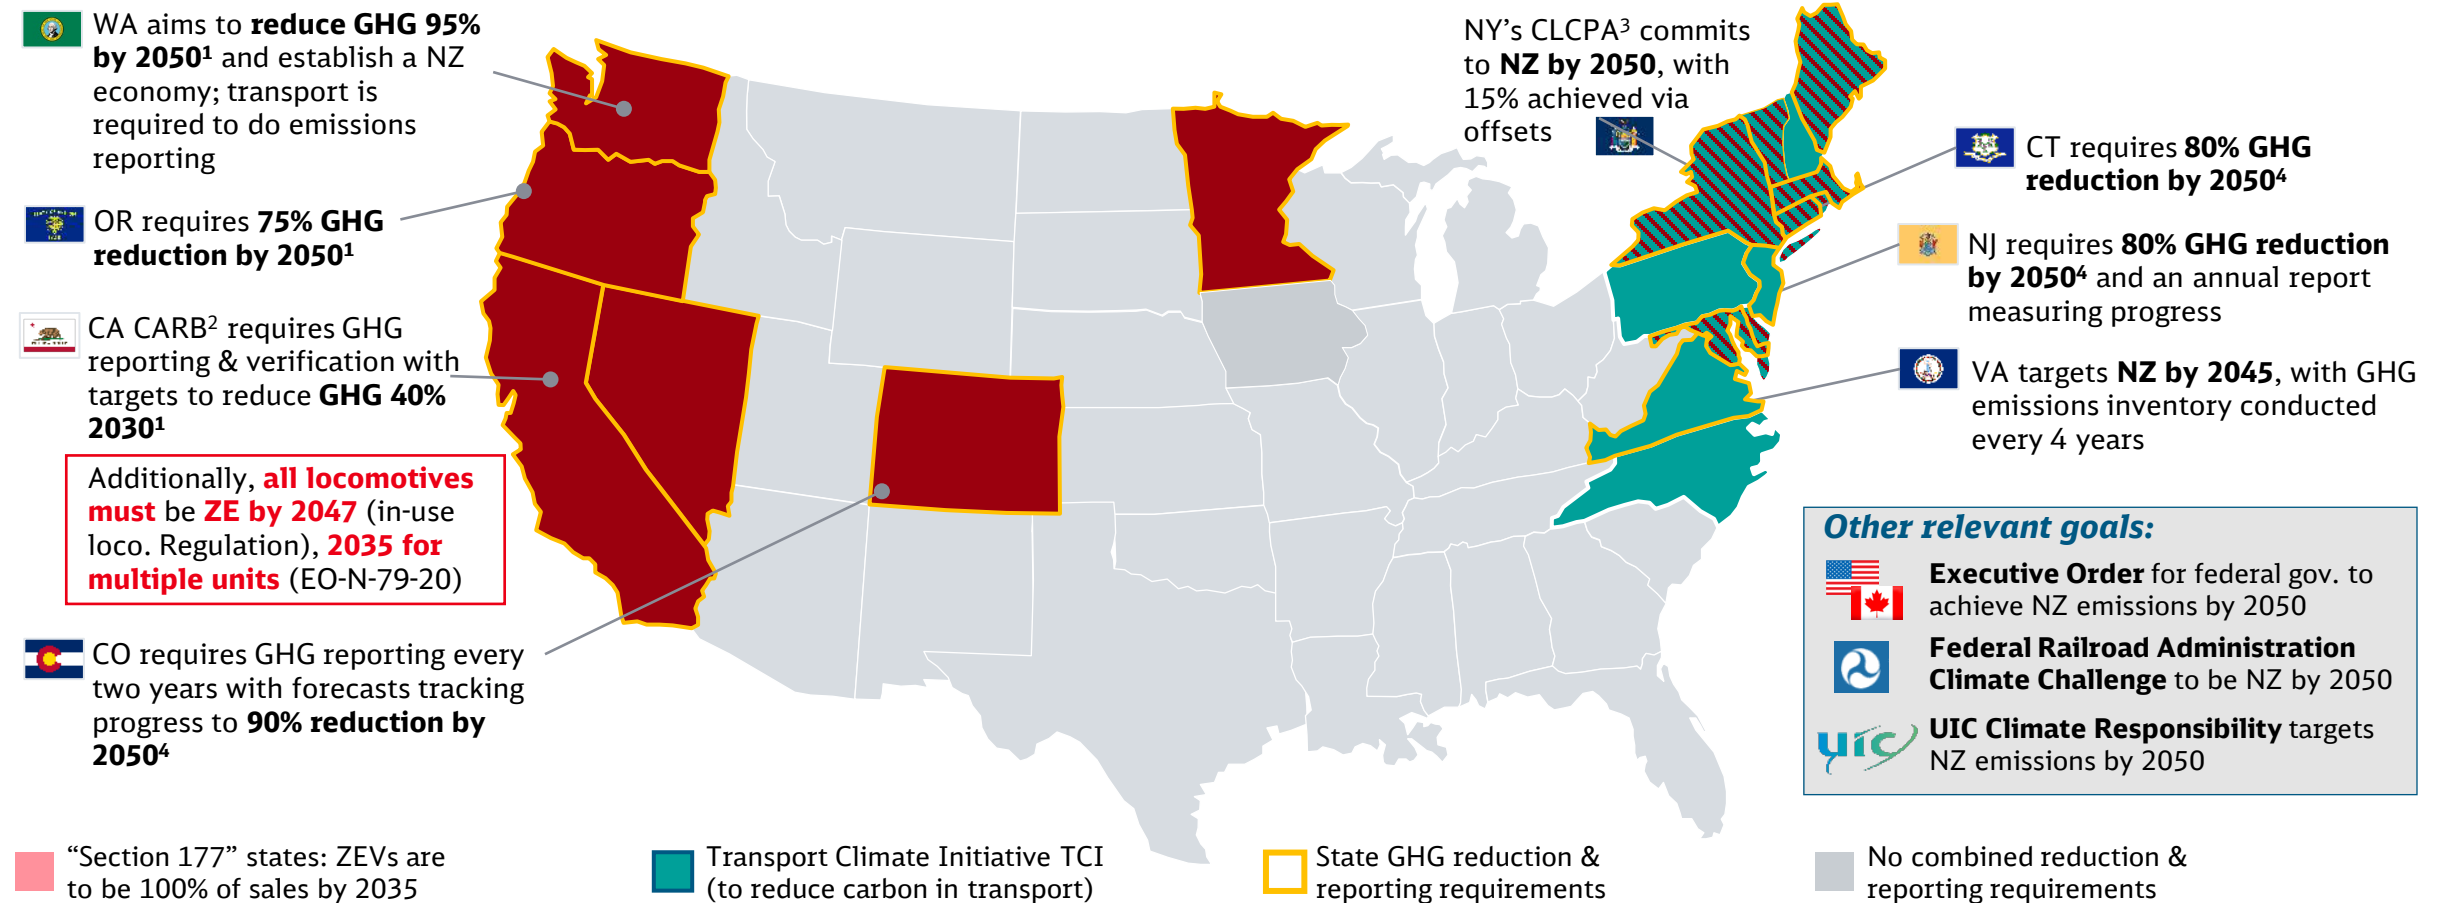 WA aims to reduce GHG 95%
by 2050¹ and establish a NZ
economy; transport is
required to do emissions
reporting
OR requires 75% GHG
reduction by 2050¹
CA CARB² requires GHG
reporting & verification with
targets to reduce GHG 40%
2030¹
Additionally, all locomotives
must be ZE by 2047 (in-use
loco. Regulation), 2035 for
multiple units (EO-N-79-20)
CO requires GHG reporting every
two years with forecasts tracking
progress to 90% reduction by
2050⁴
NY's CLCPA³ commits
to NZ by 2050, with
15% achieved via
offsets
CT requires 80% GHG
reduction by 2050⁴
NJ requires 80% GHG reduction
by 2050⁴ and an annual report
measuring progress
VA targets NZ by 2045, with GHG
emissions inventory conducted
every 4 years
Other relevant goals:
Executive Order for federal gov. to
achieve NZ emissions by 2050
Federal Railroad Administration
Climate Challenge to be NZ by 2050
uic
UIC Climate Responsibility targets
NZ emissions by 2050
“Section 177” states: ZEVs are
to be 100% of sales by 2035
Transport Climate Initiative TCI
(to reduce carbon in transport)
State GHG reduction &
reporting requirements
No combined reduction &
reporting requirements